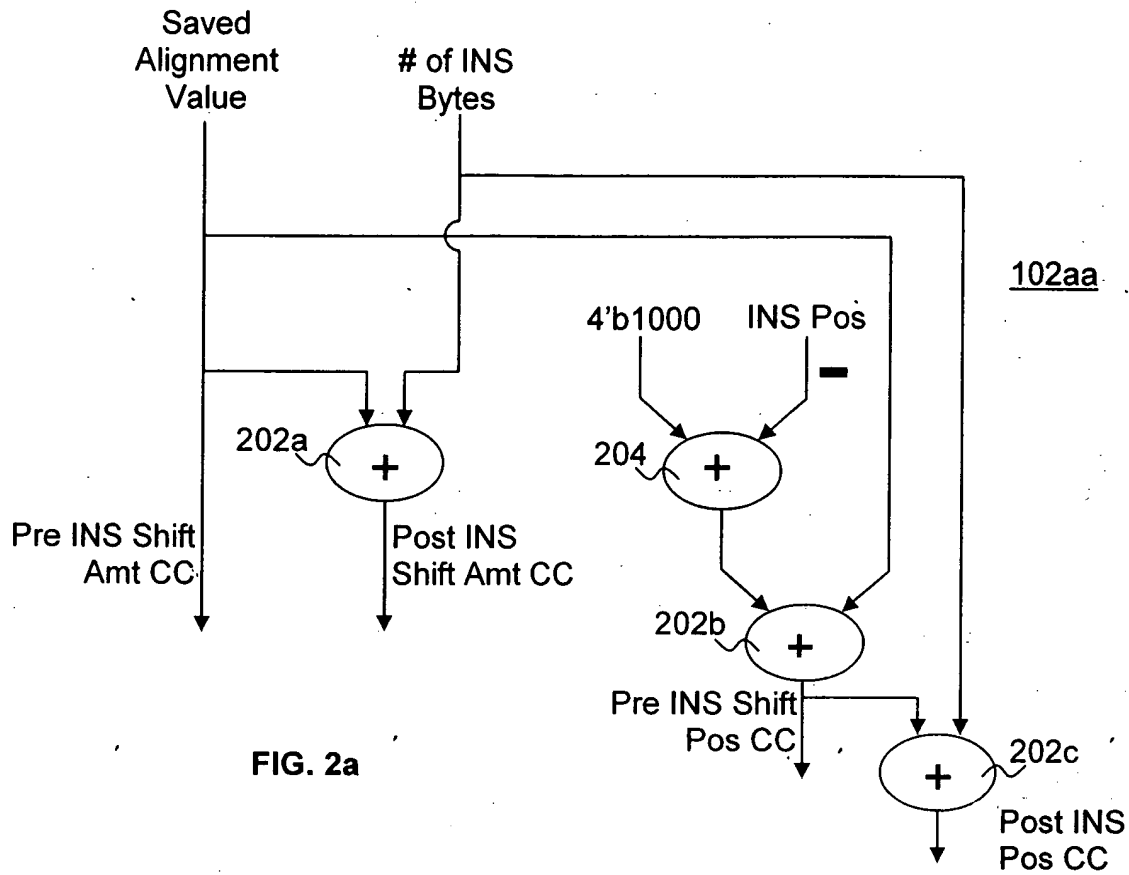 Saved
Alignment
Value
# of INS
Bytes
102aa
4'b1000
INS Pos
–
202a
+
204
+
Pre INS Shift
Amt CC
Post INS
Shift Amt CC
202b
+
Pre INS Shift
Pos CC
FIG. 2a
202c
+
Post INS
Pos CC